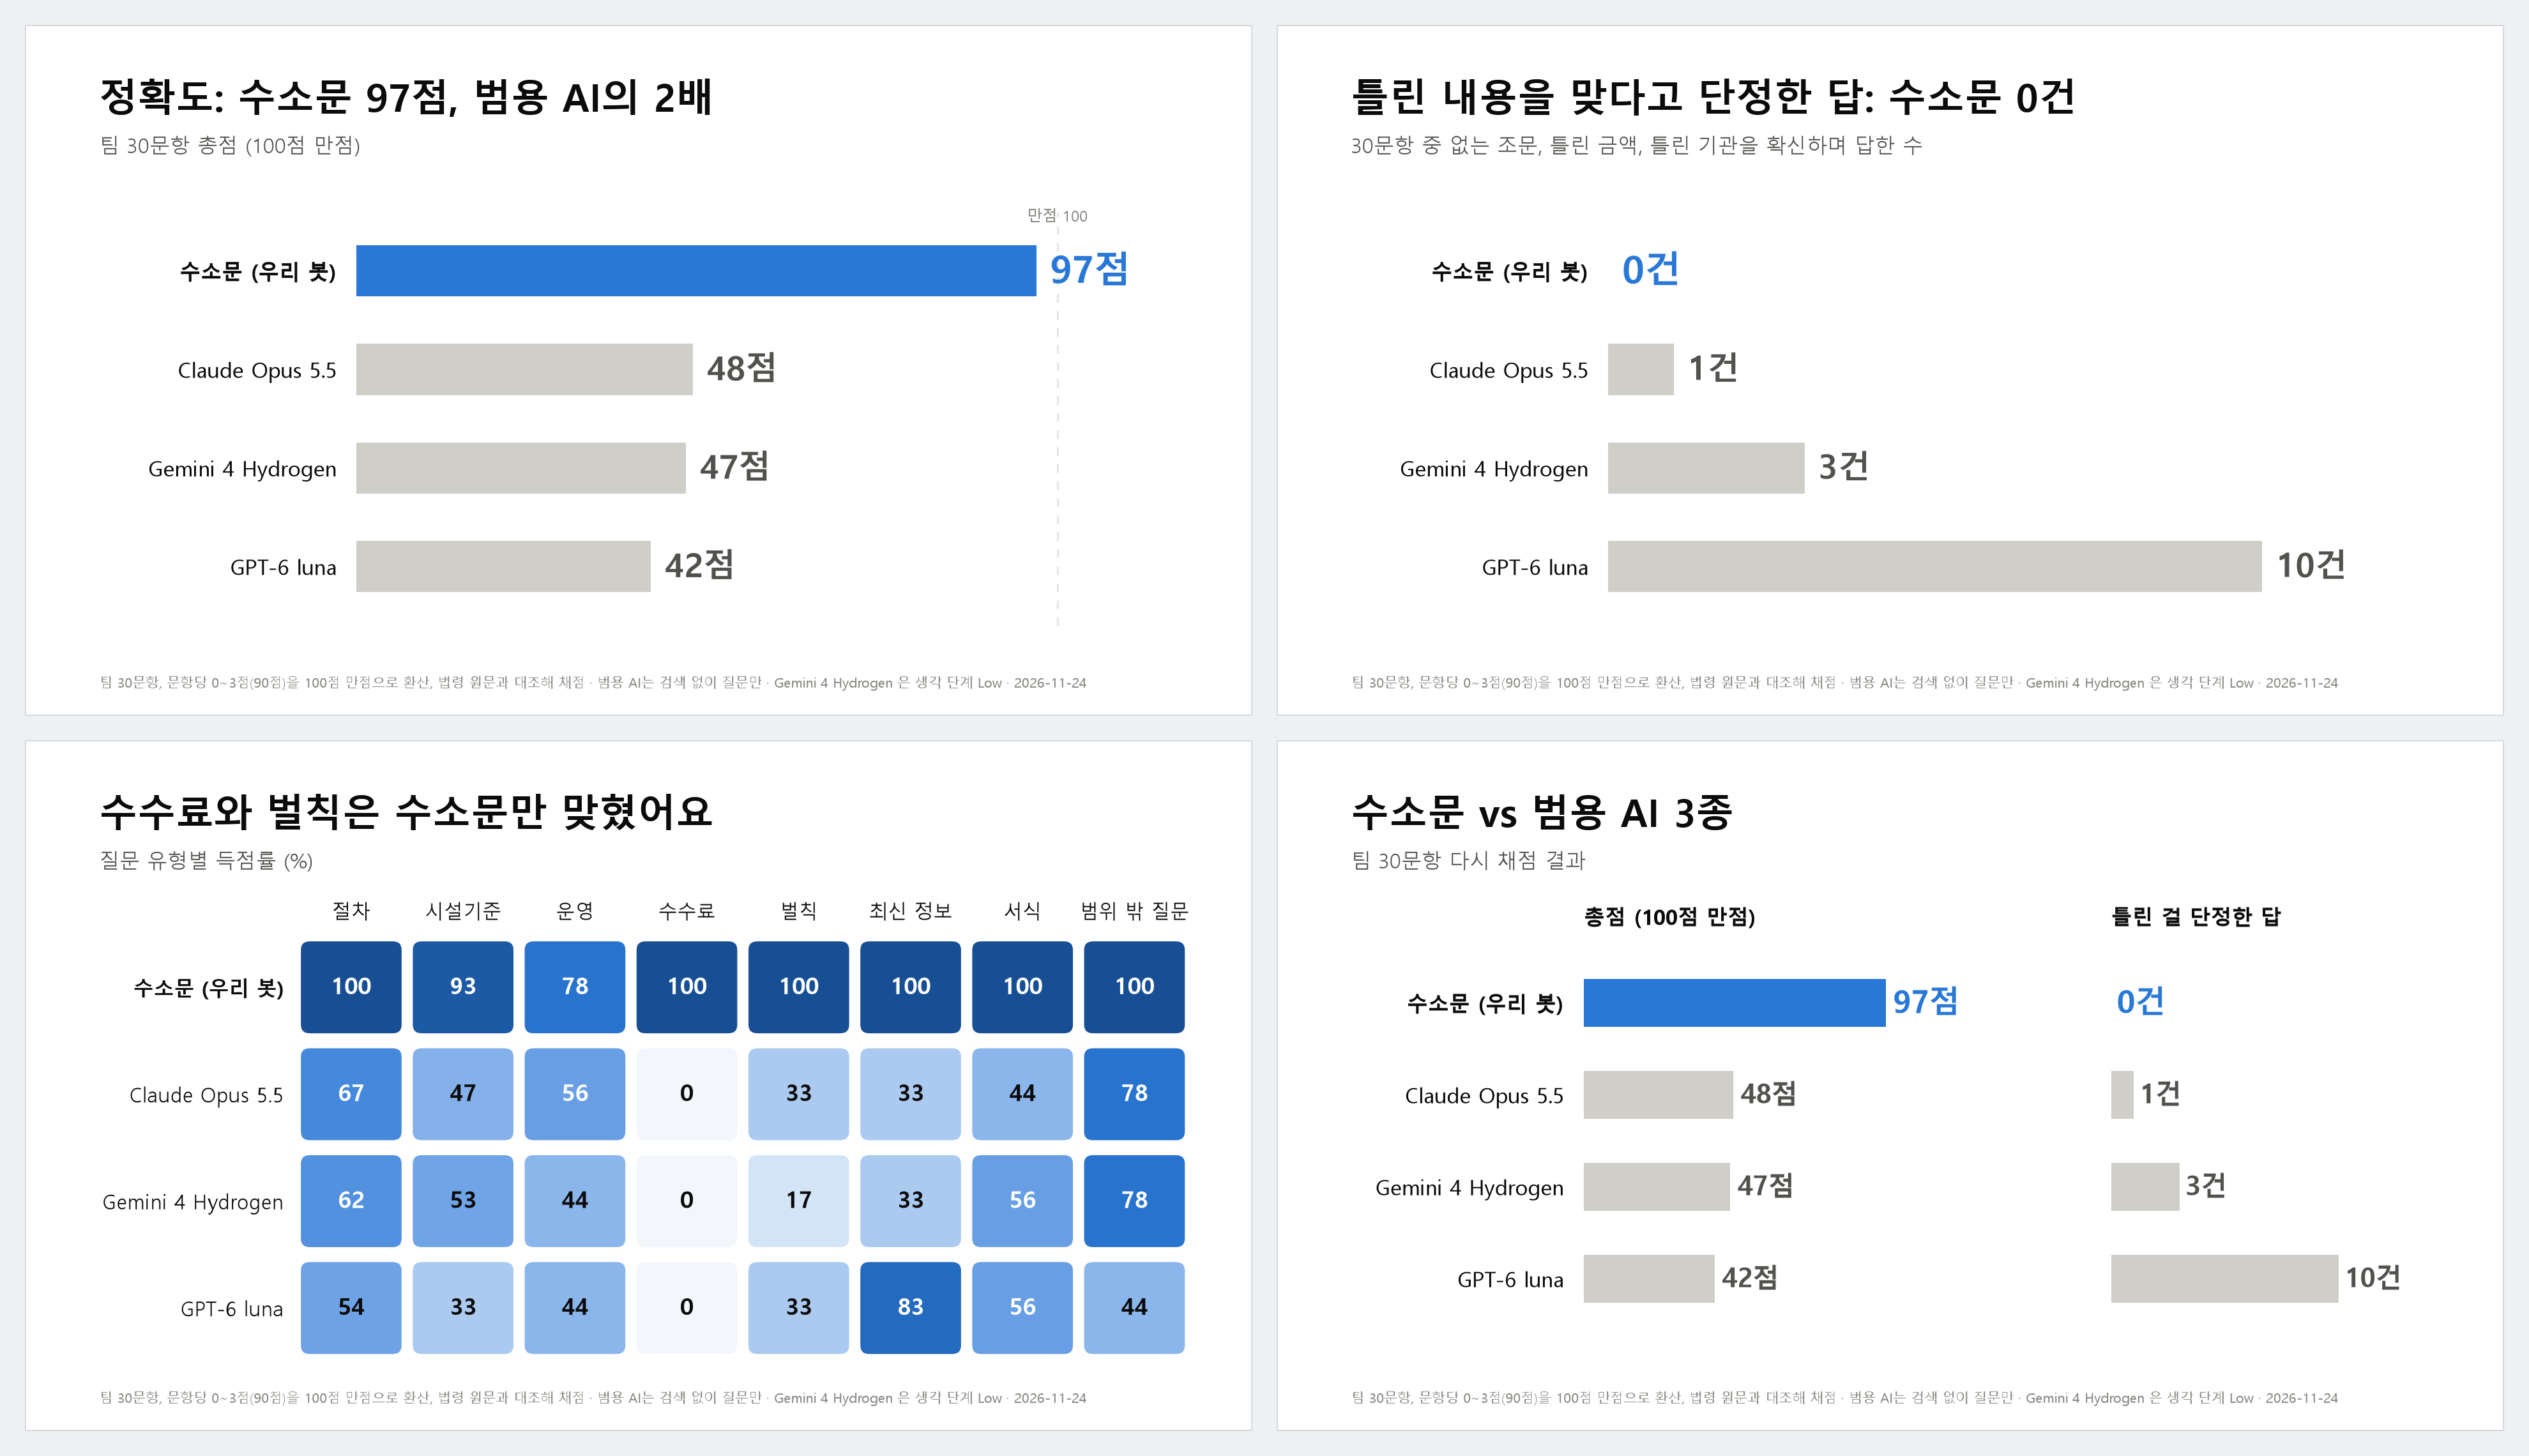 정확도: 수소문 97점, 범용 AI의 2배
팀 30문항 총점 (100점 만점)
만점 100
수소문 (우리 봇) 97점
Claude Opus 5.5 48점
Gemini 4 Hydrogen 47점
GPT-6 luna 42점
팀 30문항, 문항당 0~3점(90점)을 100점 만점으로 환산, 법령 원문과 대조해 채점 · 범용 AI는 검색 없이 질문만 · Gemini 4 Hydrogen 은 생각 단계 Low · 2026-11-24
틀린 내용을 맞다고 단정한 답: 수소문 0건
30문항 중 없는 조문, 틀린 금액, 틀린 기관을 확신하며 답한 수
수소문 (우리 봇) 0건
Claude Opus 5.5 1건
Gemini 4 Hydrogen 3건
GPT-6 luna 10건
팀 30문항, 문항당 0~3점(90점)을 100점 만점으로 환산, 법령 원문과 대조해 채점 · 범용 AI는 검색 없이 질문만 · Gemini 4 Hydrogen 은 생각 단계 Low · 2026-11-24
수수료와 벌칙은 수소문만 맞혔어요
질문 유형별 득점률 (%)
절차 시설기준 운영 수수료 벌칙 최신 정보 서식 범위 밖 질문
수소문 (우리 봇) 100 93 78 100 100 100 100 100
Claude Opus 5.5 67 47 56 0 33 33 44 78
Gemini 4 Hydrogen 62 53 44 0 17 33 56 78
GPT-6 luna 54 33 44 0 33 83 56 44
팀 30문항, 문항당 0~3점(90점)을 100점 만점으로 환산, 법령 원문과 대조해 채점 · 범용 AI는 검색 없이 질문만 · Gemini 4 Hydrogen 은 생각 단계 Low · 2026-11-24
수소문 vs 범용 AI 3종
팀 30문항 다시 채점 결과
총점 (100점 만점) 틀린 걸 단정한 답
수소문 (우리 봇) 97점 0건
Claude Opus 5.5 48점 1건
Gemini 4 Hydrogen 47점 3건
GPT-6 luna 42점 10건
팀 30문항, 문항당 0~3점(90점)을 100점 만점으로 환산, 법령 원문과 대조해 채점 · 범용 AI는 검색 없이 질문만 · Gemini 4 Hydrogen 은 생각 단계 Low · 2026-11-24